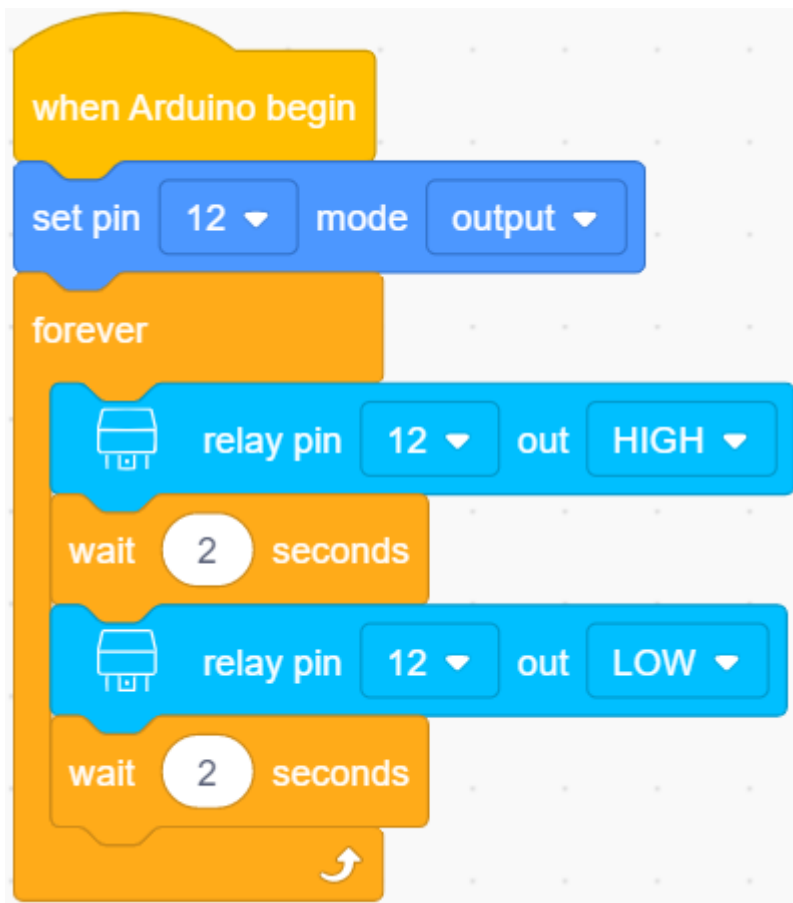 when Arduino begin
set pin 12 mode output
forever
relay pin 12 out HIGH
wait 2 seconds
relay pin 12 out LOW
wait 2 seconds